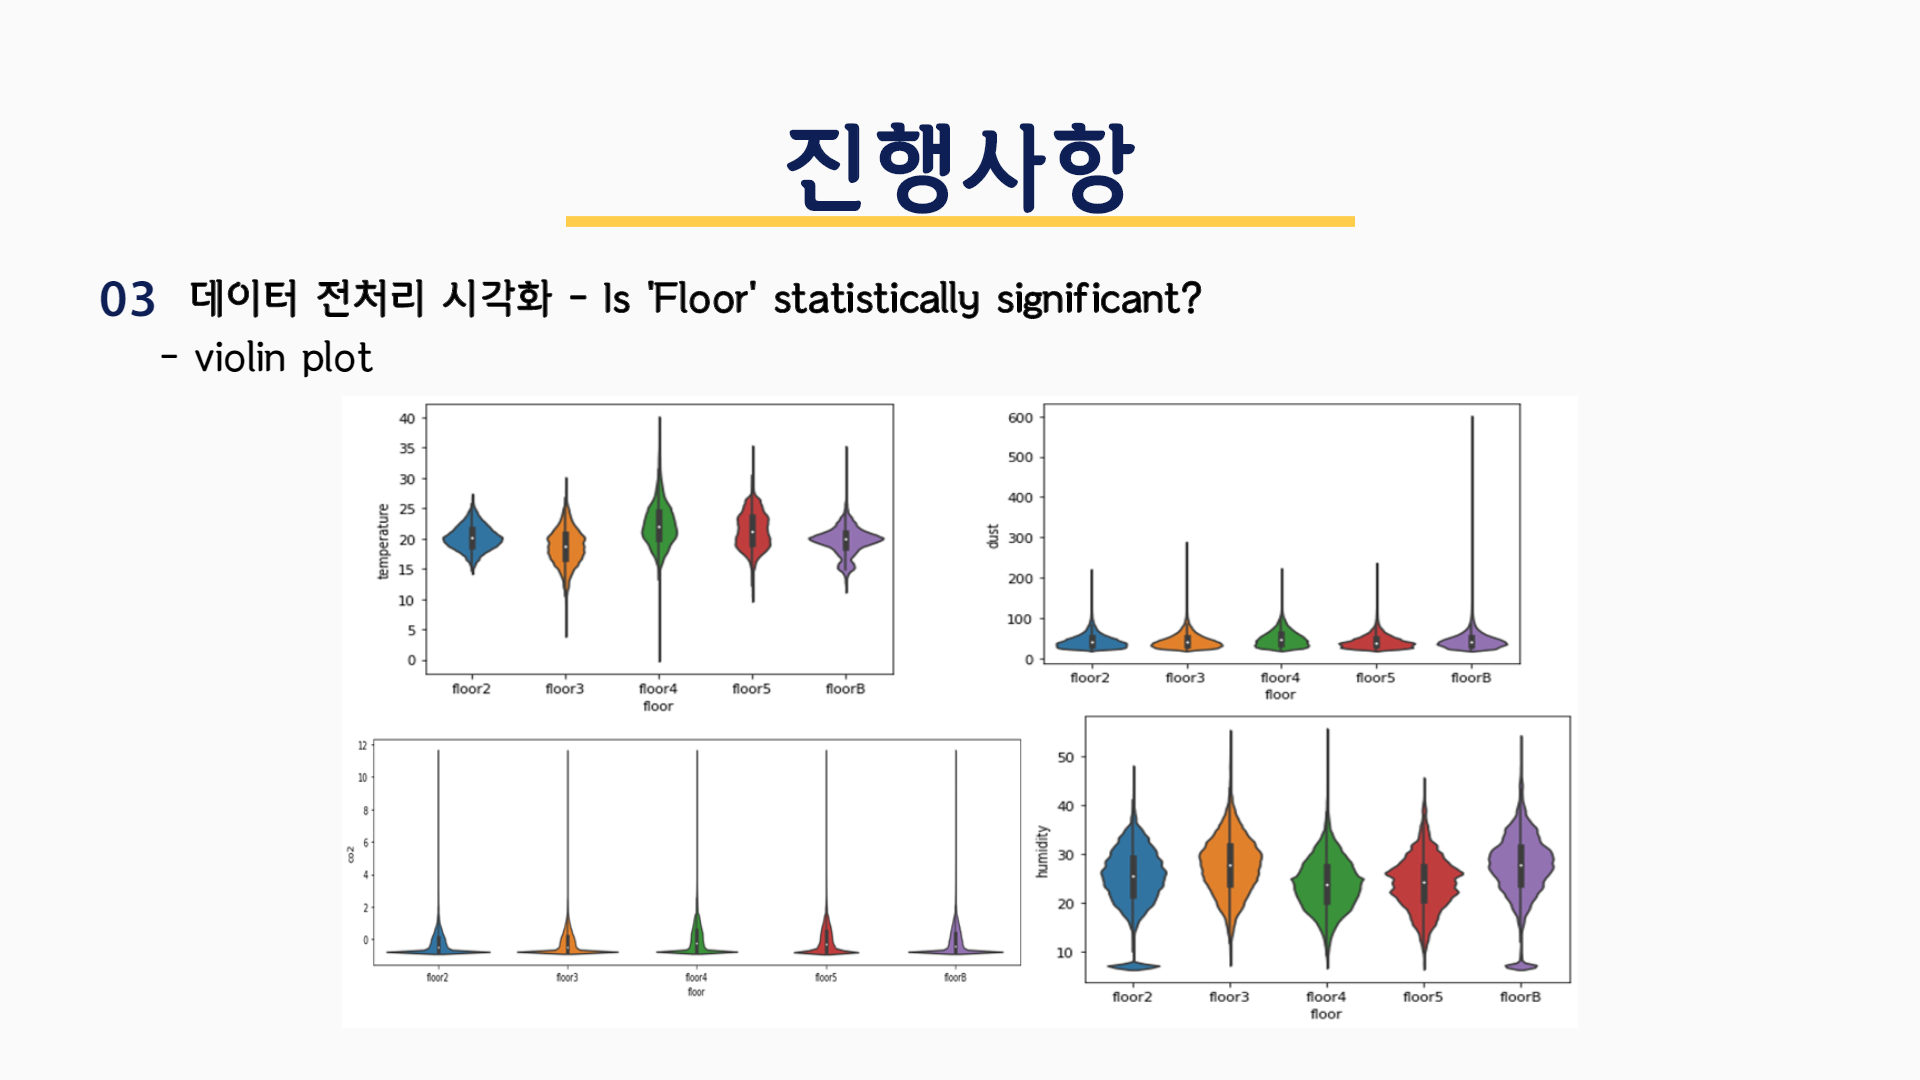 진행사항
03 데이터 전처리 시각화 - Is 'Floor' statistically significant?
- violin plot
40
35
30
25
20
15
10
5
0
temperature
floor2 floor3 floor4 floor5 floorB
floor
600
500
400
300
200
100
0
dust
floor2 floor3 floor4 floor5 floorB
floor
12
10
8
6
4
2
0
co2
floor2 floor3 floor4 floor5 floorB
floor
50
40
30
20
10
humidity
floor2 floor3 floor4 floor5 floorB
floor